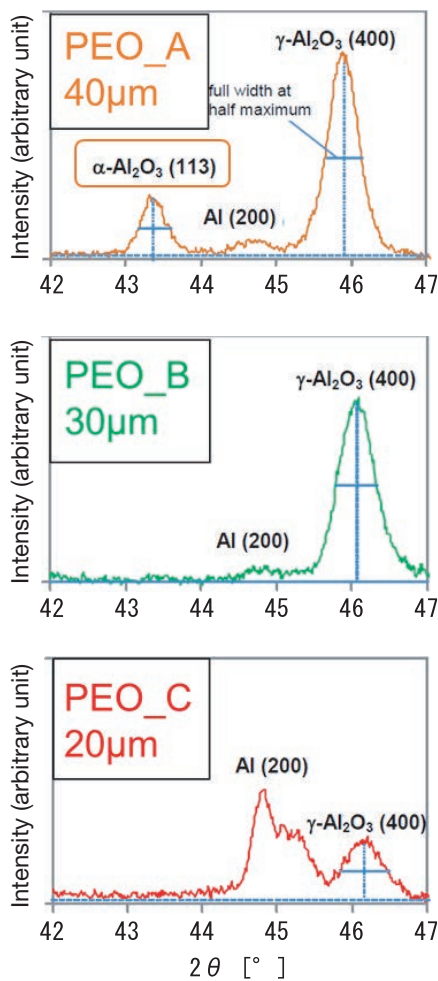 Intensity (arbitrary unit)
PEO_A
40μm
γ-Al2O3 (400)
full width at
half maximum
α-Al2O3 (113)
Al (200)
42 43 44 45 46 47
Intensity (arbitrary unit)
PEO_B
30μm
γ-Al2O3 (400)
Al (200)
42 43 44 45 46 47
Intensity (arbitrary unit)
PEO_C
20μm
Al (200)
γ-Al2O3 (400)
42 43 44 45 46 47
2θ [°]